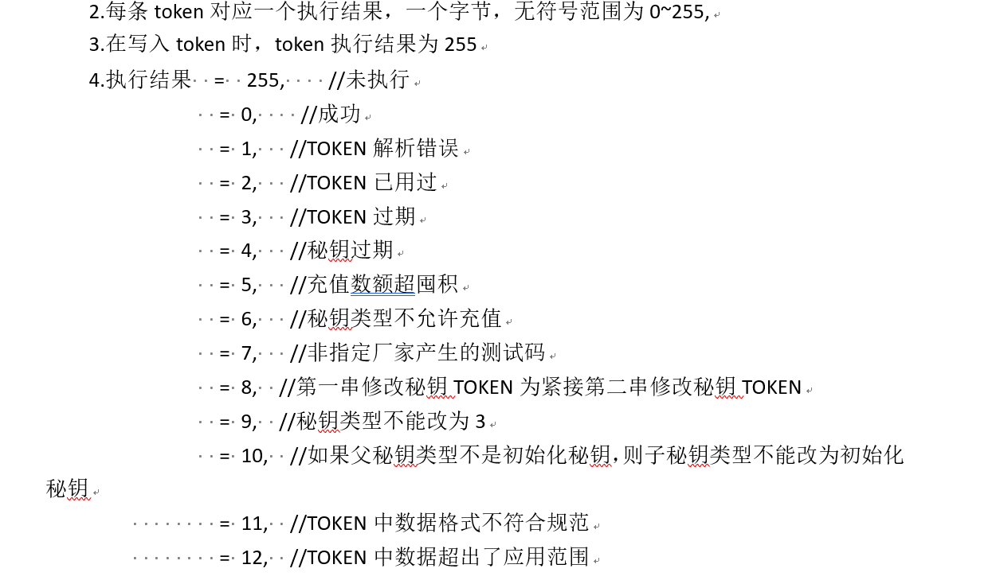 2.每条 token 对应一个执行结果，一个字节，无符号范围为 0~255,
3.在写入 token 时，token 执行结果为 255
4.执行结果 = 255, //未执行
= 0, //成功
= 1, //TOKEN 解析错误
= 2, //TOKEN 已用过
= 3, //TOKEN 过期
= 4, //秘钥过期
= 5, //充值数额超囤积
= 6, //秘钥类型不允许充值
= 7, //非指定厂家产生的测试码
= 8, //第一串修改秘钥 TOKEN 为紧接第二串修改秘钥 TOKEN
= 9, //秘钥类型不能改为 3
= 10, //如果父秘钥类型不是初始化秘钥，则子秘钥类型不能改为初始化
秘钥
= 11, //TOKEN 中数据格式不符合规范
= 12, //TOKEN 中数据超出了应用范围